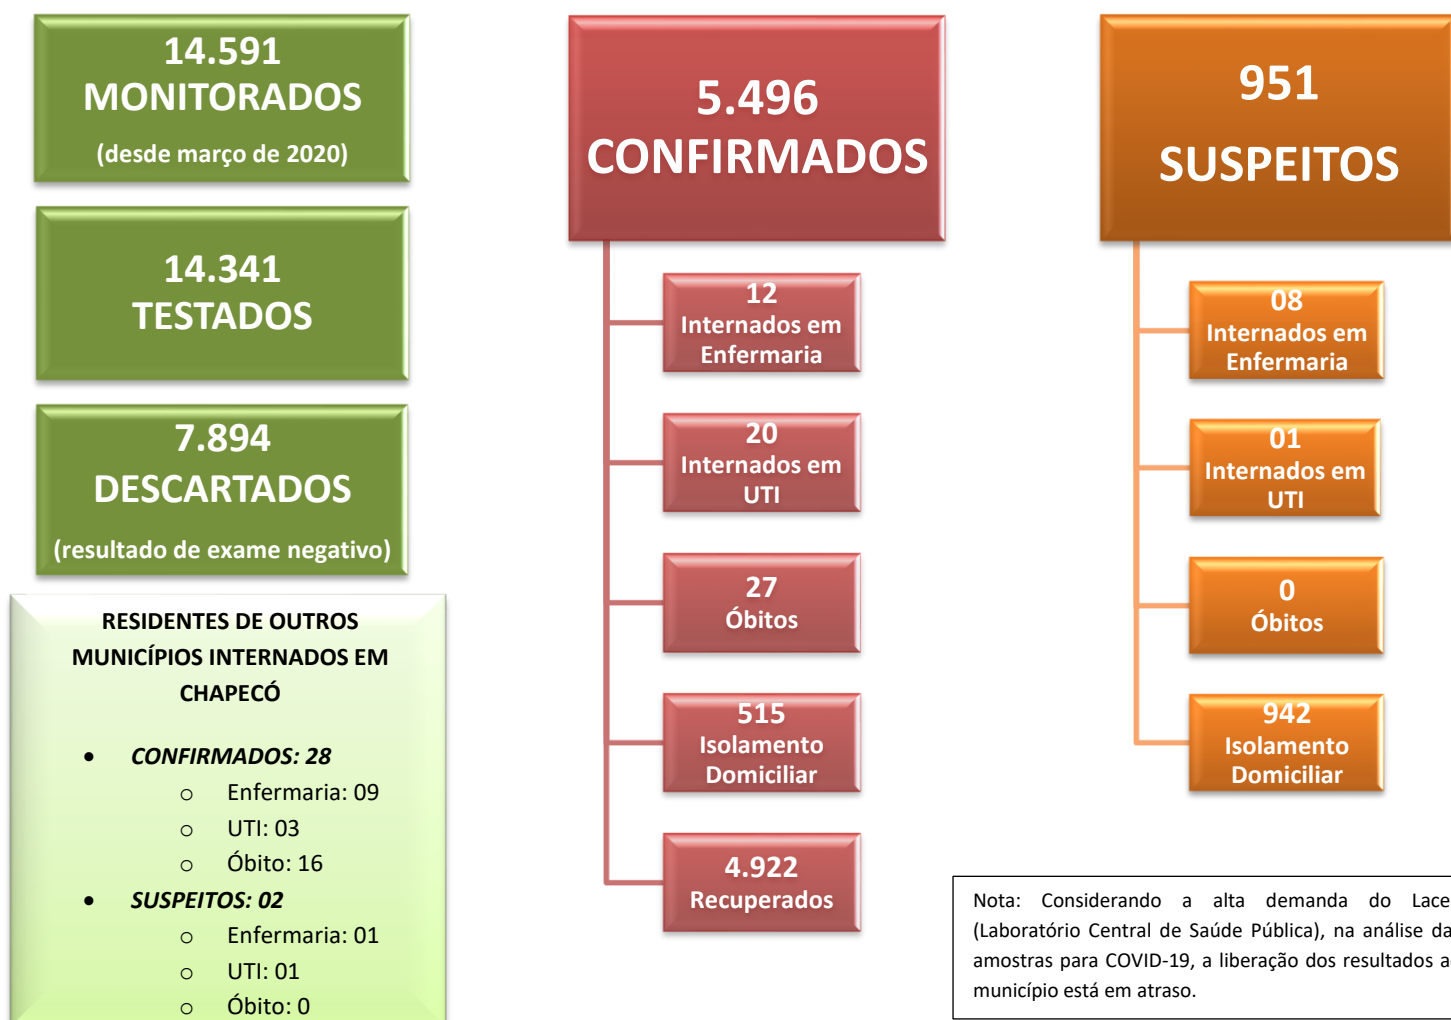 14.591
MONITORADOS
(desde março de 2020)
14.341
TESTADOS
7.894
DESCARTADOS
(resultado de exame negativo)
RESIDENTES DE OUTROS
MUNICÍPIOS INTERNADOS EM
CHAPECÓ
• CONFIRMADOS: 28
o Enfermaria: 09
o UTI: 03
o Óbito: 16
• SUSPEITOS: 02
o Enfermaria: 01
o UTI: 01
o Óbito: 0
5.496
CONFIRMADOS
12
Internados em
Enfermaria
20
Internados em
UTI
27
Óbitos
515
Isolamento
Domiciliar
4.922
Recuperados
951
SUSPEITOS
08
Internados em
Enfermaria
01
Internados em
UTI
0
Óbitos
942
Isolamento
Domiciliar
Nota: Considerando a alta demanda do Lace
(Laboratório Central de Saúde Pública), na análise da
amostras para COVID-19, a liberação dos resultados a
município está em atraso.